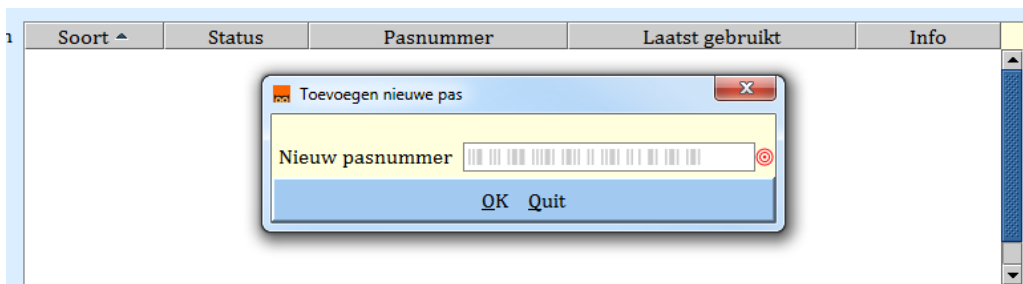 Soort Status Pasnummer Laatst gebruikt Info
Toevoegen nieuwe pas
Nieuw pasnummer
OK Quit